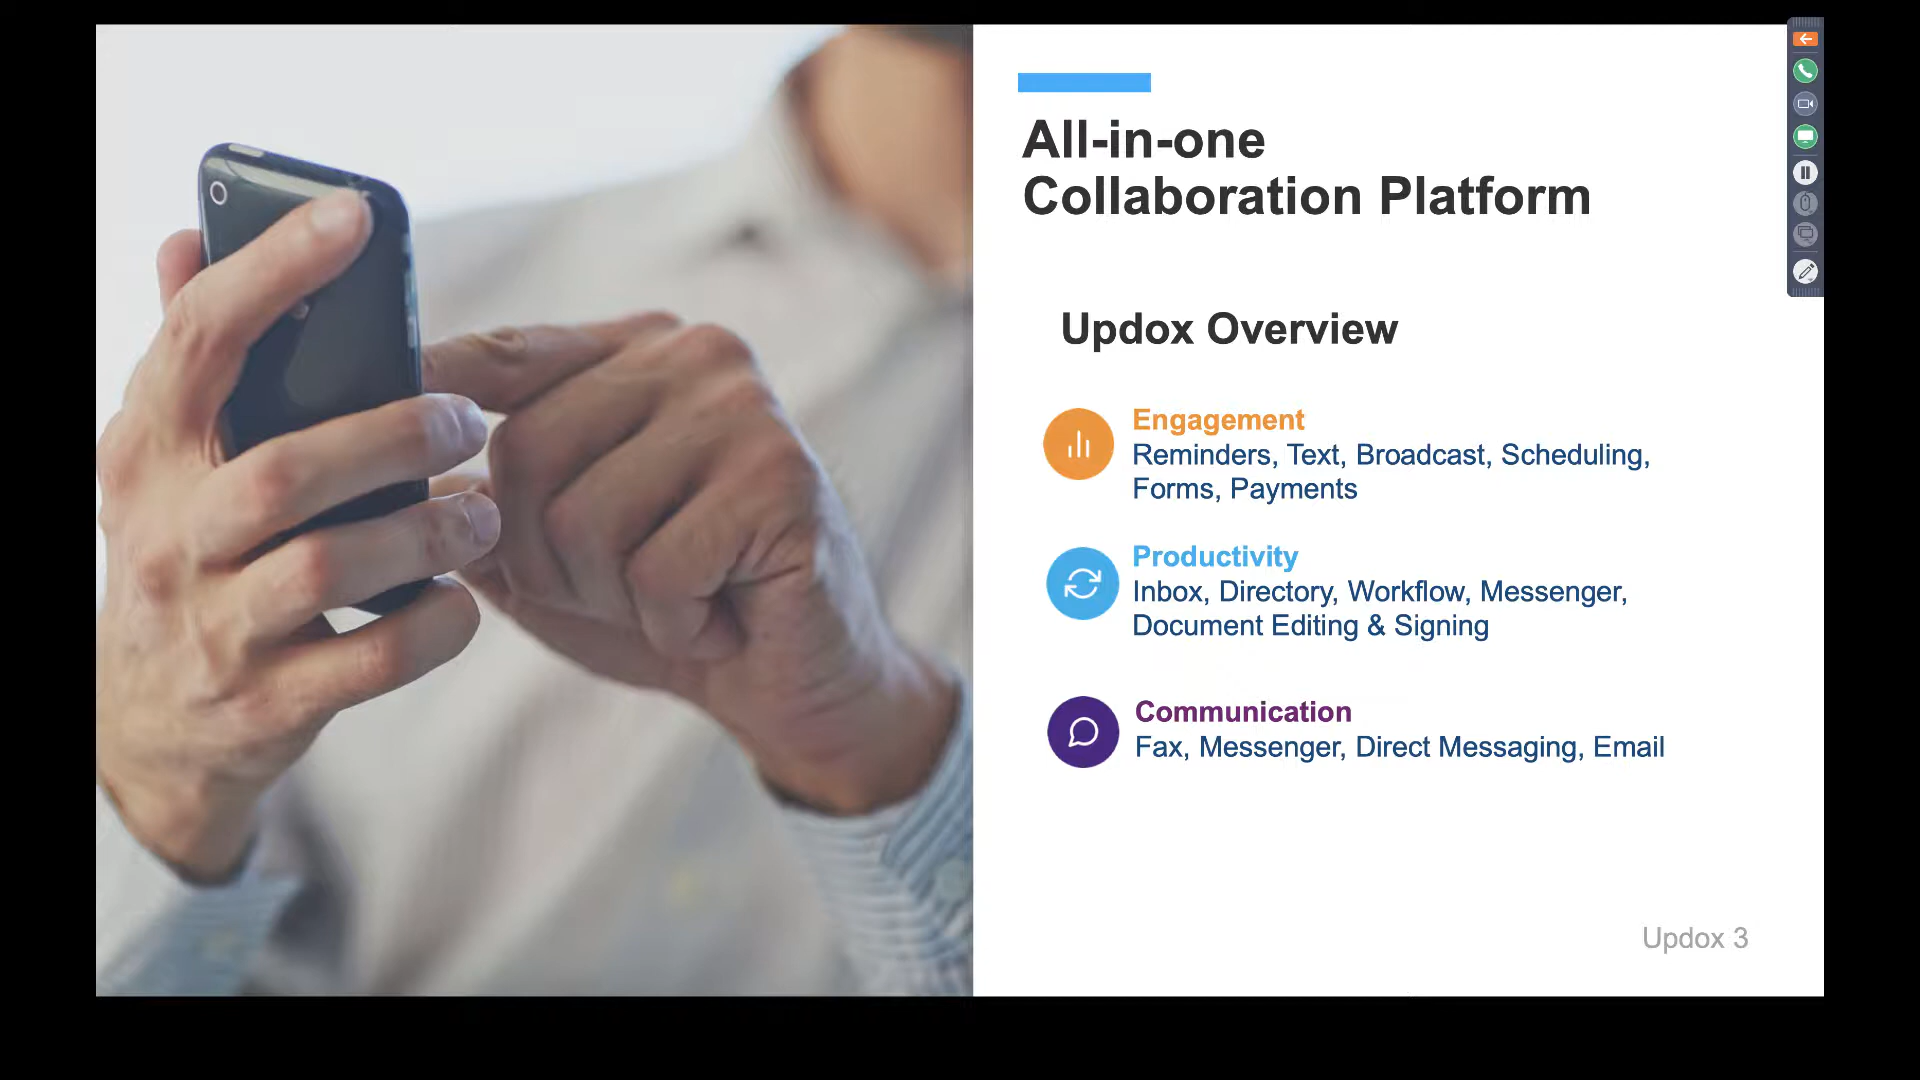 All-in-one
Collaboration Platform
Updox Overview
Engagement
Reminders, Text, Broadcast, Scheduling,
Forms, Payments
Productivity
Inbox, Directory, Workflow, Messenger,
Document Editing & Signing
Communication
Fax, Messenger, Direct Messaging, Email
Updox 3